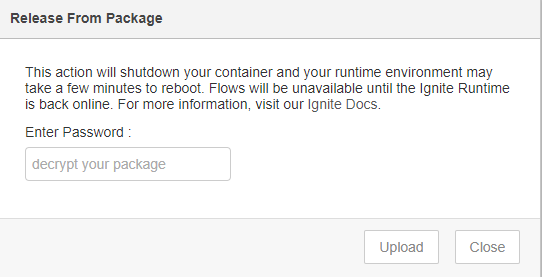 Release From Package
This action will shutdown your container and your runtime environment may
take a few minutes to reboot. Flows will be unavailable until the Ignite Runtime
is back online. For more information, visit our Ignite Docs.
Enter Password :
decrypt your package
Upload
Close